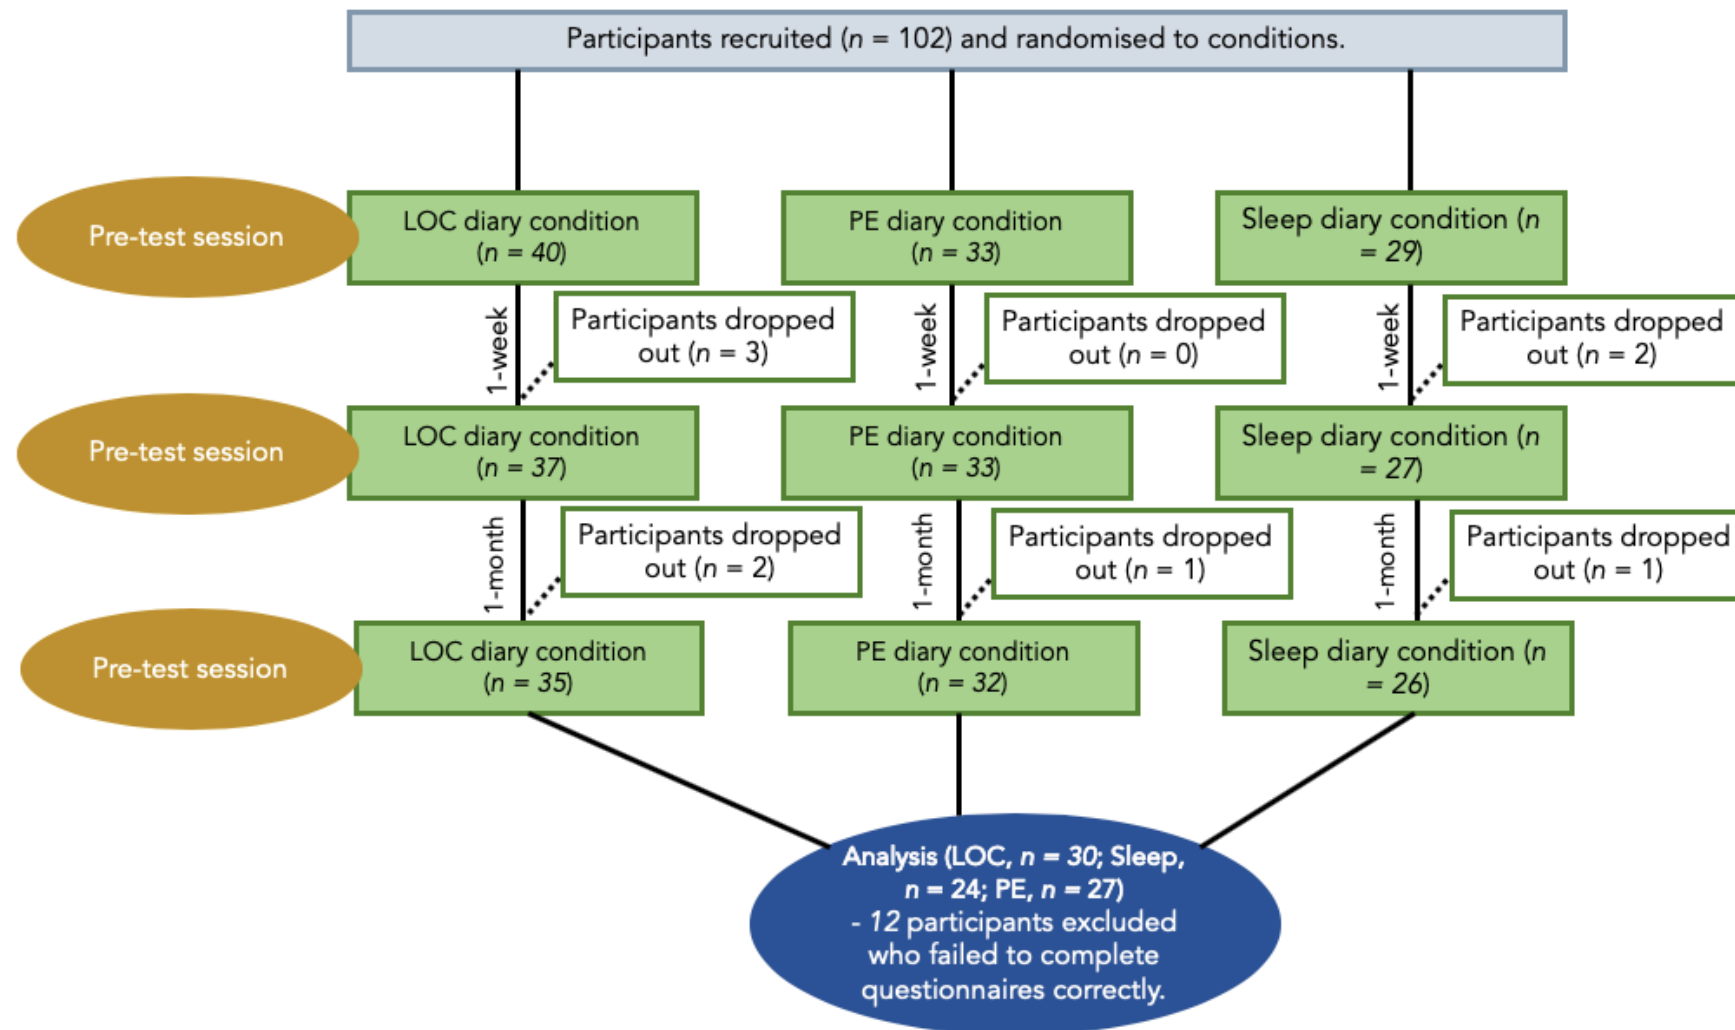 Participants recruited (n = 102) and randomised to conditions.
Pre-test session
LOC diary condition
(n = 40)
PE diary condition
(n = 33)
Sleep diary condition (n
= 29)
1-week
Participants dropped
out (n = 3)
1-week
Participants dropped
out (n = 0)
1-week
Participants dropped
out (n = 2)
Pre-test session
LOC diary condition
(n = 37)
PE diary condition
(n = 33)
Sleep diary condition (n
= 27)
1-month
Participants dropped
out (n = 2)
1-month
Participants dropped
out (n = 1)
1-month
Participants dropped
out (n = 1)
Pre-test session
LOC diary condition
(n = 35)
PE diary condition
(n = 32)
Sleep diary condition (n
= 26)
Analysis (LOC, n = 30; Sleep,
n = 24; PE, n = 27)
- 12 participants excluded
who failed to complete
questionnaires correctly.